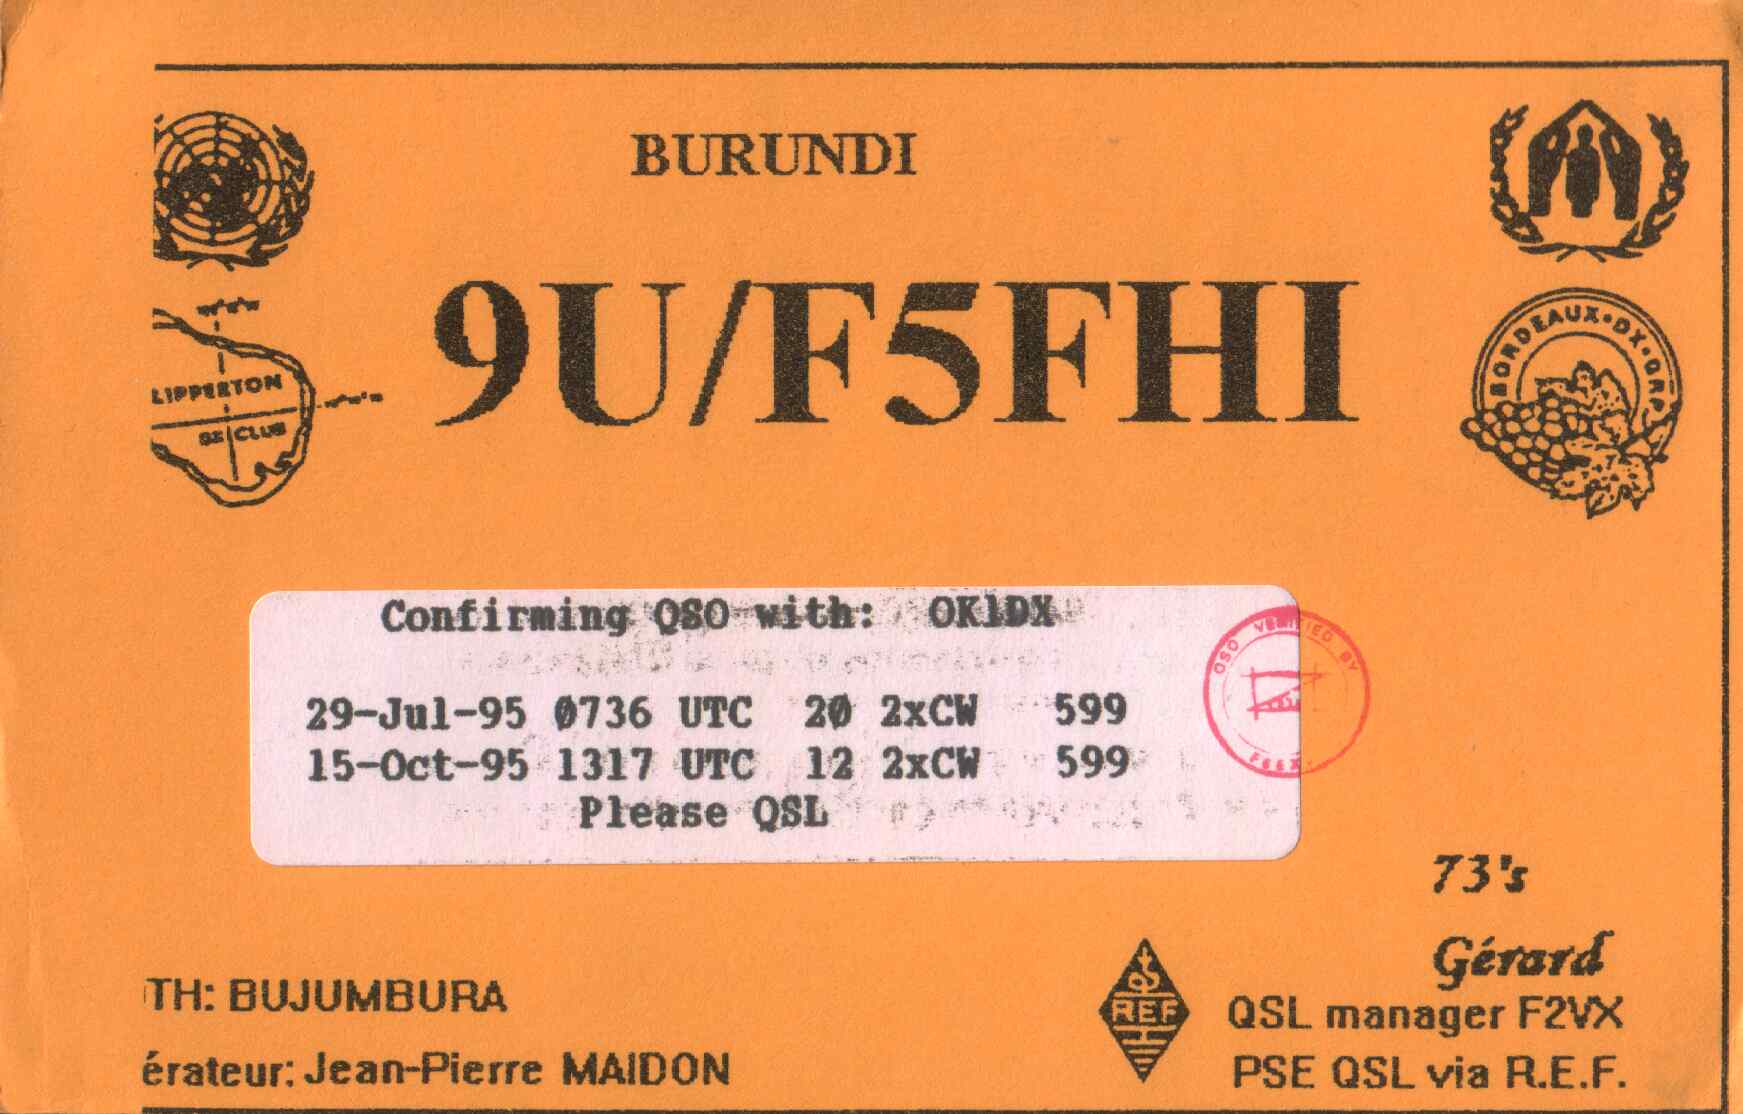 BURUNDI
9U/F5FHI
LIPPERTON
DX CLUB
BORDEAUX•DX•GRP
Confirming QSO with: OK1DX
29-Jul-95 0736 UTC 20 2xCW 599
15-Oct-95 1317 UTC 12 2xCW 599
Please QSL
QSO VERIFIED BY
73's
Gérard
TH: BUJUMBURA
REF
QSL manager F2VX
érateur: Jean-Pierre MAIDON
PSE QSL via R.E.F.